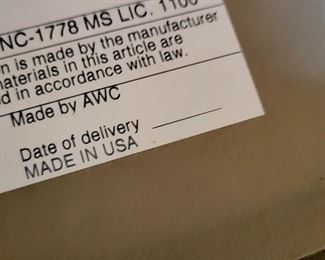 NC-1778 MS LIC. 1100
n is made by the manufacturer
aterials in this article are
d in accordance with law.
Made by AWC
Date of delivery
MADE IN USA